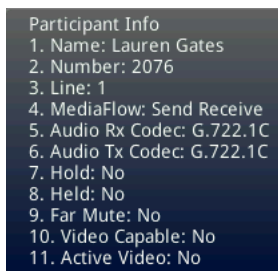 Participant Info
1. Name: Lauren Gates
2. Number: 2076
3. Line: 1
4. MediaFlow: Send Receive
5. Audio Rx Codec: G.722.1C
6. Audio Tx Codec: G.722.1C
7. Hold: No
8. Held: No
9. Far Mute: No
10. Video Capable: No
11. Active Video: No